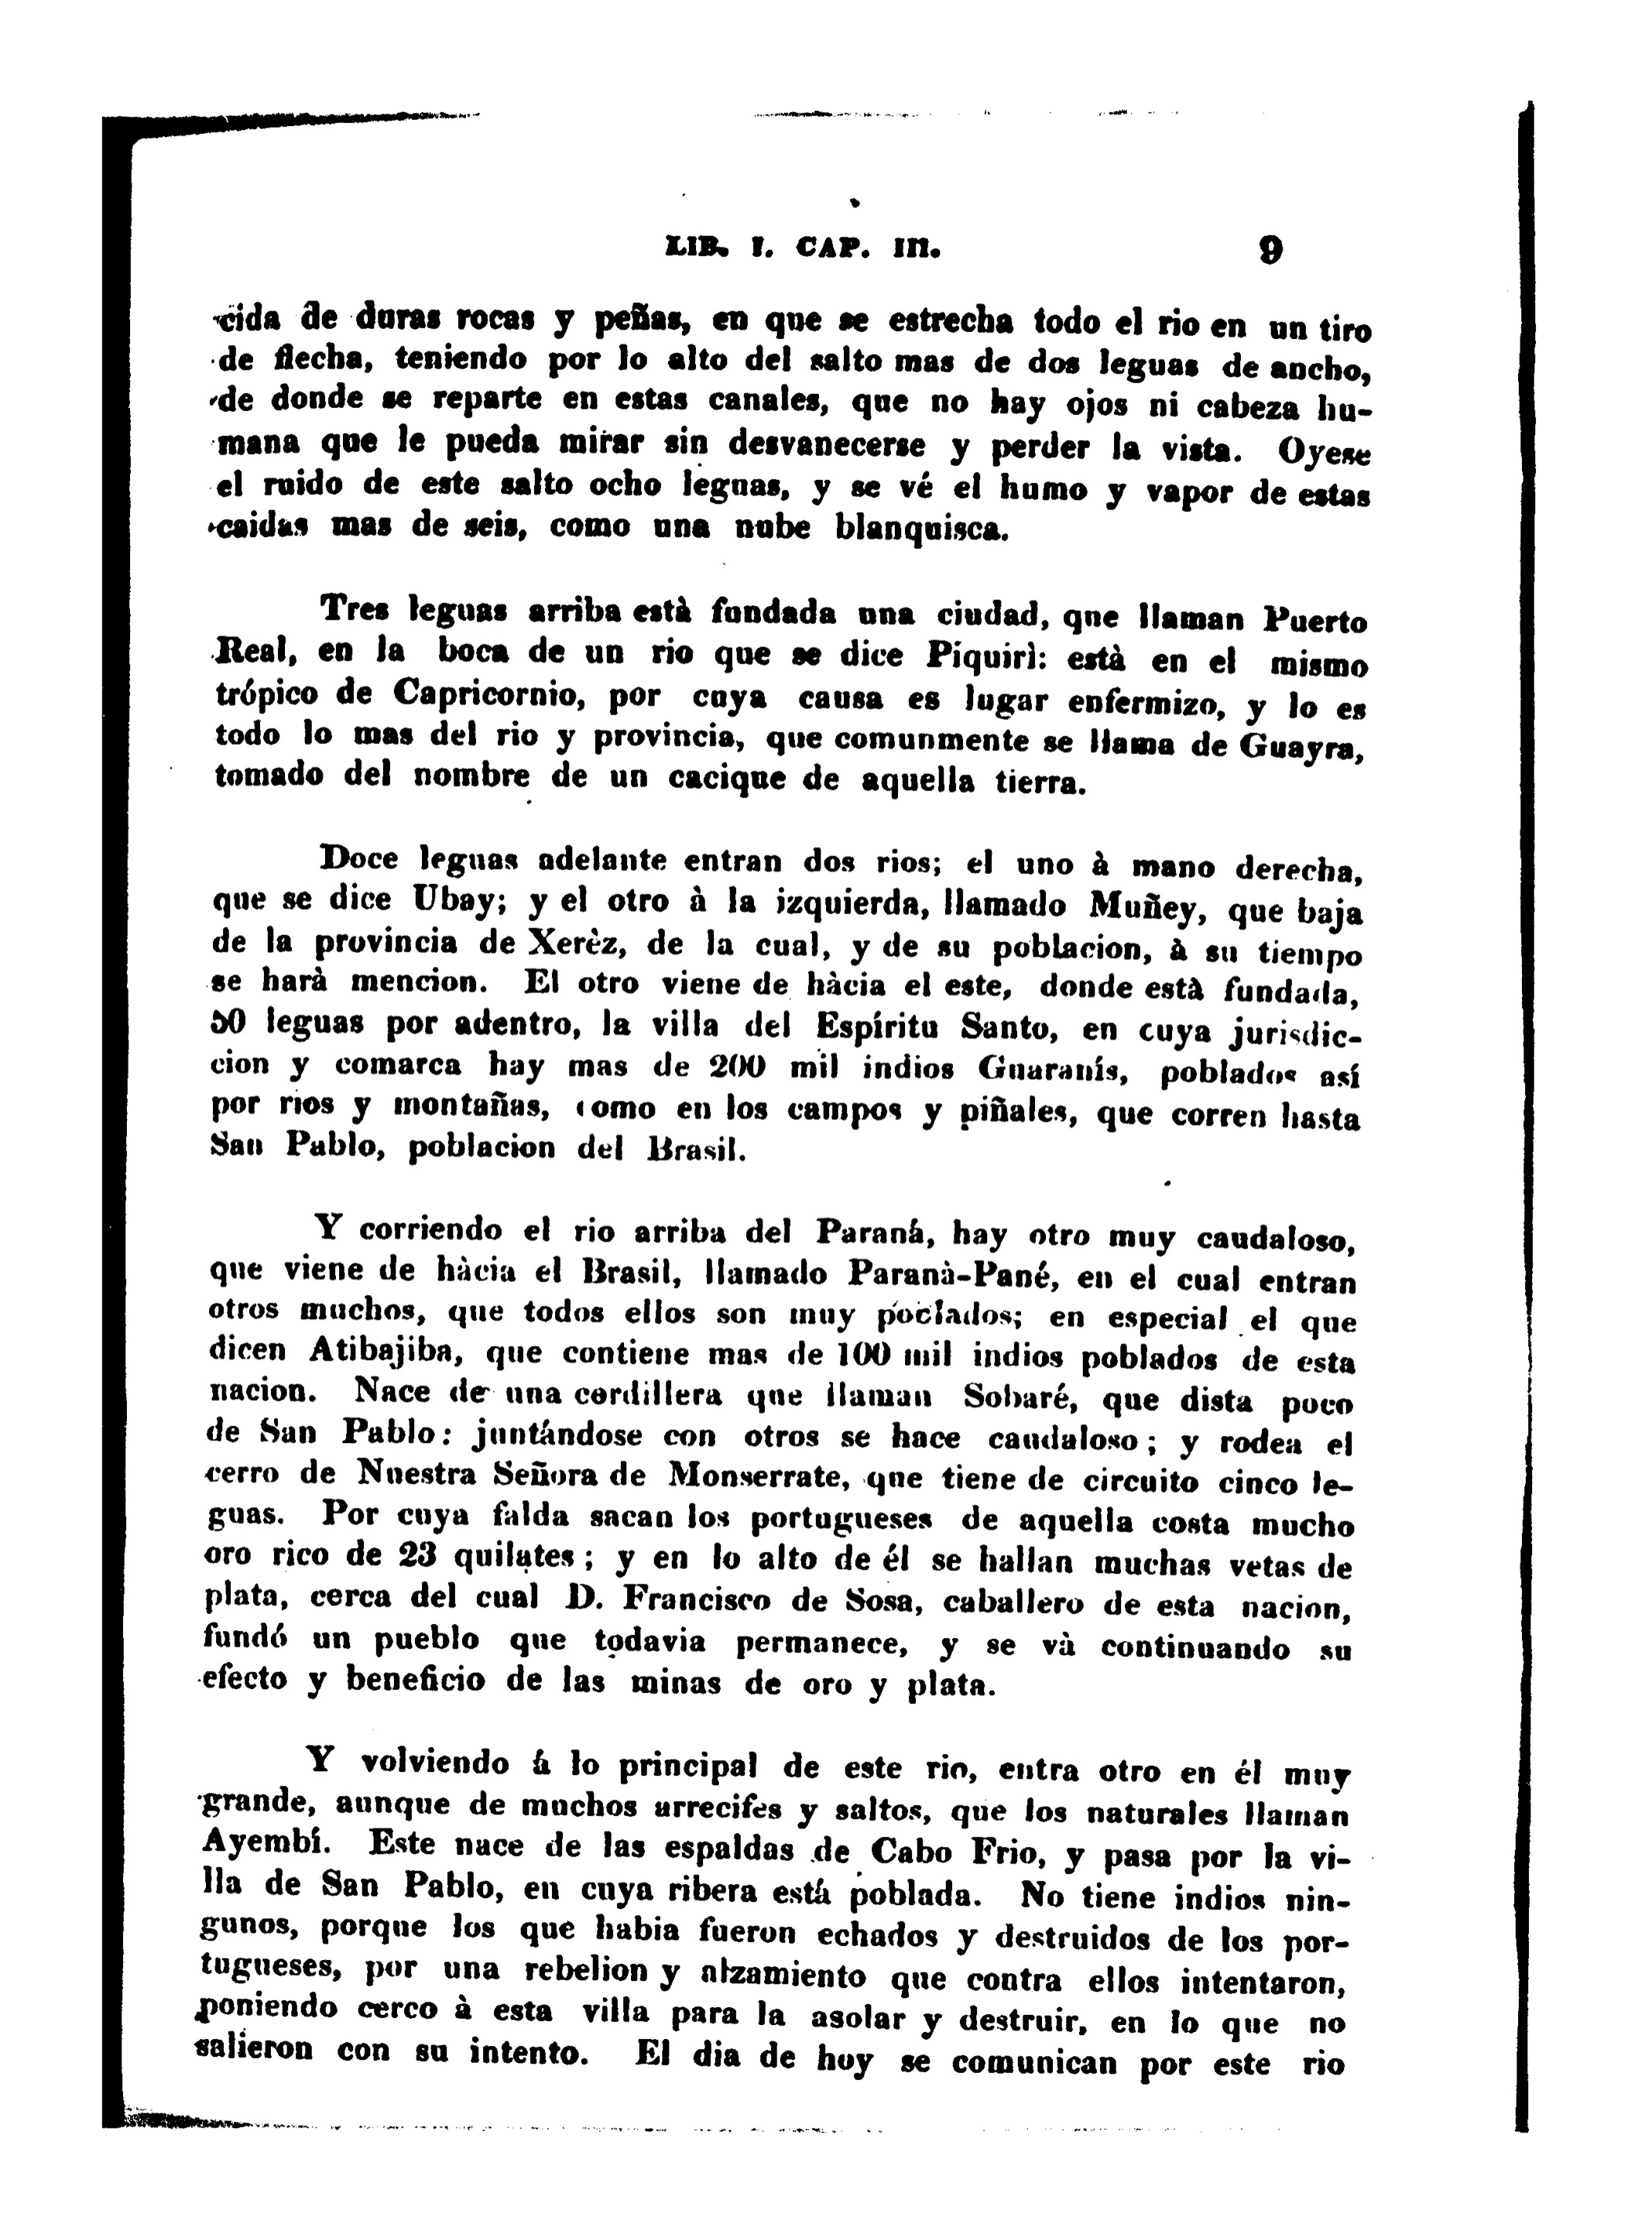 LIB. I. CAP. III. 9
cida de duras rocas y peñas, en que se estrecha todo el rio en un tiro
de flecha, teniendo por lo alto del salto mas de dos leguas de ancho,
de donde se reparte en estas canales, que no hay ojos ni cabeza hu-
mana que le pueda mirar sin desvanecerse y perder la vista. Oyese
el ruido de este salto ocho leguas, y se vé el humo y vapor de estas
caidas mas de seis, como una nube blanquisca.
Tres leguas arriba està fundada una ciudad, que llaman Puerto
Real, en la boca de un rio que se dice Piquirì: està en el mismo
trópico de Capricornio, por cuya causa es lugar enfermizo, y lo es
todo lo mas del rio y provincia, que comunmente se llama de Guayra,
tomado del nombre de un cacique de aquella tierra.
Doce leguas adelante entran dos rios; el uno à mano derecha,
que se dice Ubay; y el otro à la izquierda, llamado Muñey, que baja
de la provincia de Xerèz, de la cual, y de su poblacion, à su tiempo
se harà mencion. El otro viene de hàcia el este, donde està fundada,
50 leguas por adentro, la villa del Espíritu Santo, en cuya jurisdic-
cion y comarca hay mas de 200 mil indios Guaranís, poblados así
por rios y montañas, como en los campos y piñales, que corren hasta
San Pablo, poblacion del Brasil.
Y corriendo el rio arriba del Paraná, hay otro muy caudaloso,
que viene de hàcia el Brasil, llamado Paranà-Pané, en el cual entran
otros muchos, que todos ellos son muy poclados; en especial el que
dicen Atibajiba, que contiene mas de 100 mil indios poblados de esta
nacion. Nace de una cordillera que llaman Sobaré, que dista poco
de San Pablo: juntándose con otros se hace caudaloso; y rodea el
cerro de Nuestra Señora de Monserrate, que tiene de circuito cinco le-
guas. Por cuya falda sacan los portugueses de aquella costa mucho
oro rico de 23 quilates; y en lo alto de él se hallan muchas vetas de
plata, cerca del cual D. Francisco de Sosa, caballero de esta nacion,
fundó un pueblo que todavia permanece, y se và continuando su
efecto y beneficio de las minas de oro y plata.
Y volviendo á lo principal de este rio, entra otro en él muy
grande, aunque de muchos arrecifes y saltos, que los naturales llaman
Ayembí. Este nace de las espaldas de Cabo Frio, y pasa por la vi-
lla de San Pablo, en cuya ribera está poblada. No tiene indios nin-
gunos, porque los que habia fueron echados y destruidos de los por-
tugueses, por una rebelion y alzamiento que contra ellos intentaron,
poniendo cerco à esta villa para la asolar y destruir, en lo que no
salieron con su intento. El dia de hoy se comunican por este rio